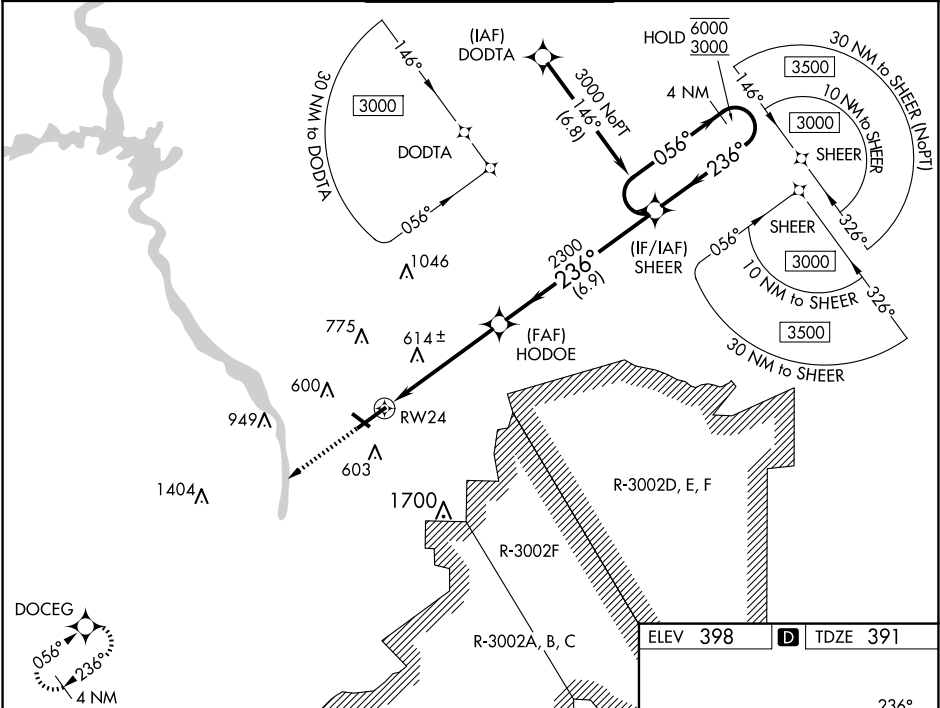 (IAF)
DODTA
HOLD 6000
3000
4 NM
3000 NoPT
146°
(6.8)
056°
236°
(IF/IAF)
SHEER
146°
3000
30 NM to DODTA
DODTA
056°
30 NM to SHEER (NoPT)
3500
146°
10 NM to SHEER
3000
SHEER
326°
SHEER
056°
3000
10 NM to SHEER
326°
3500
30 NM to SHEER
2300
236°
(6.9)
(FAF)
HODOE
1046
775
614±
600
949
RW24
603
1404
1700
R-3002D, E, F
R-3002F
R-3002A, B, C
DOCEG
056°
236°
4 NM
ELEV 398 D TDZE 391
236°